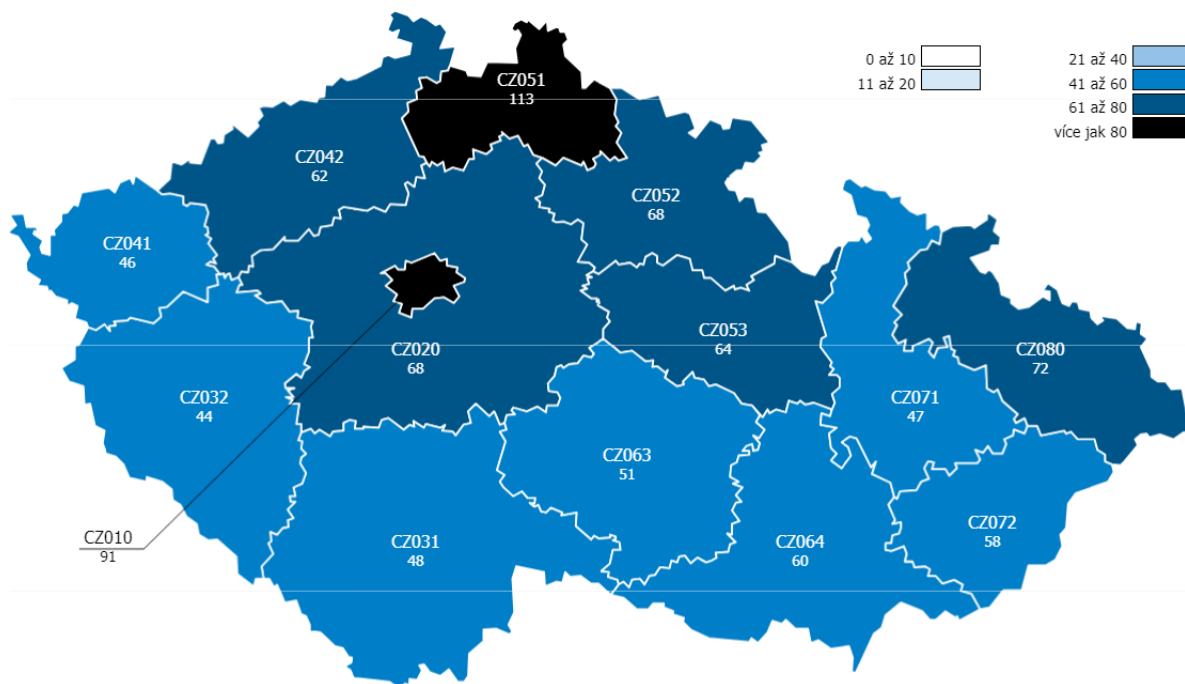 0 až 10
11 až 20
21 až 40
41 až 60
61 až 80
více jak 80
CZ051
113
CZ042
62
CZ052
68
CZ041
46
CZ053
64
CZ020
68
CZ080
72
CZ032
44
CZ071
47
CZ063
51
CZ072
58
CZ010
91
CZ031
48
CZ064
60